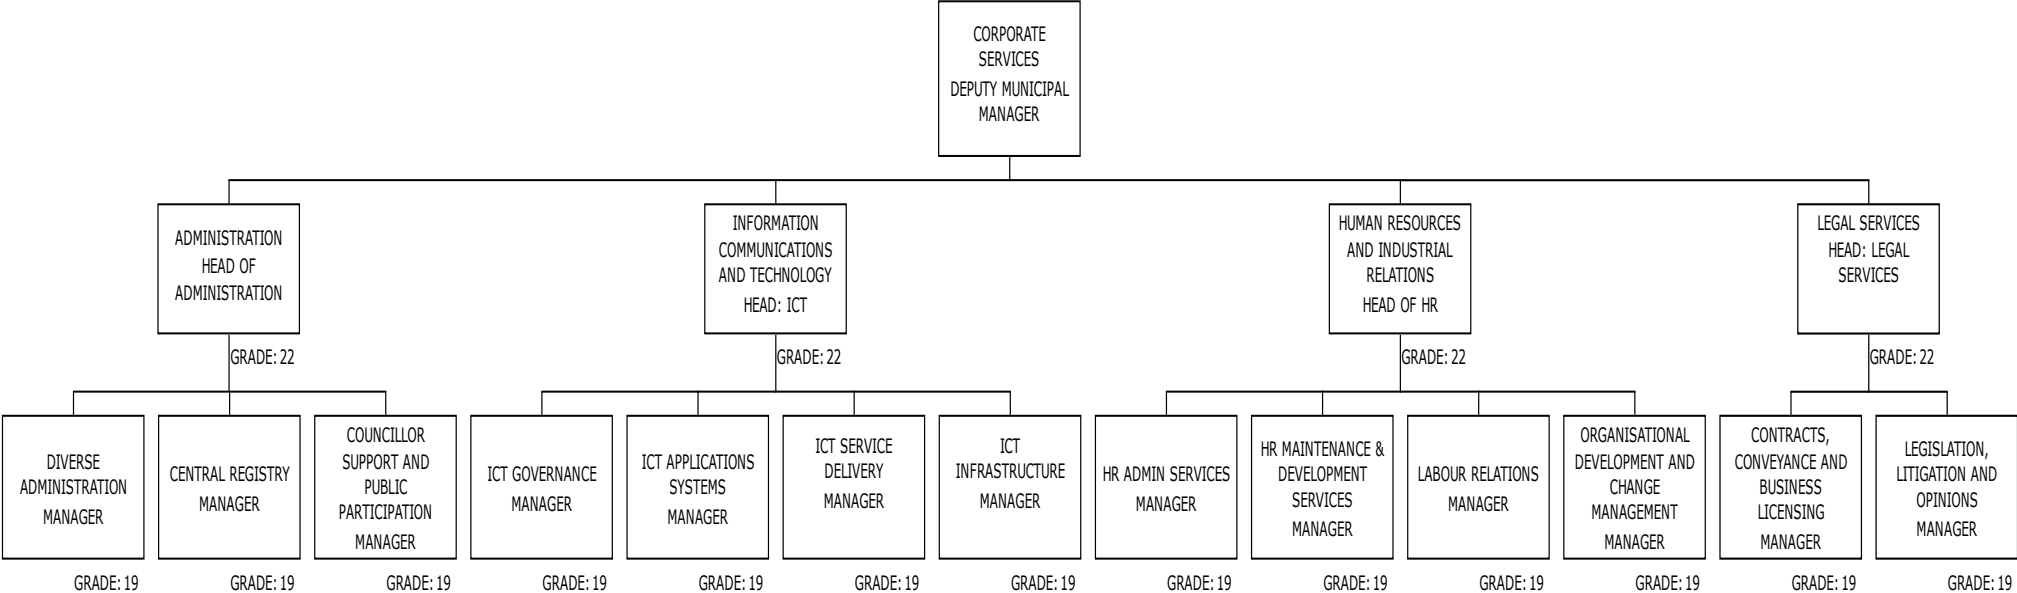 CORPORATE
SERVICES
DEPUTY MUNICIPAL
MANAGER
ADMINISTRATION
HEAD OF
ADMINISTRATION
GRADE: 22
INFORMATION
COMMUNICATIONS
AND TECHNOLOGY
HEAD: ICT
GRADE: 22
HUMAN RESOURCES
AND INDUSTRIAL
RELATIONS
HEAD OF HR
GRADE: 22
LEGAL SERVICES
HEAD: LEGAL
SERVICES
GRADE: 22
DIVERSE
ADMINISTRATION
MANAGER
GRADE: 19
CENTRAL REGISTRY
MANAGER
GRADE: 19
COUNCILLOR
SUPPORT AND
PUBLIC
PARTICIPATION
MANAGER
GRADE: 19
ICT GOVERNANCE
MANAGER
GRADE: 19
ICT APPLICATIONS
SYSTEMS
MANAGER
GRADE: 19
ICT SERVICE
DELIVERY
MANAGER
GRADE: 19
ICT
INFRASTRUCTURE
MANAGER
GRADE: 19
HR ADMIN SERVICES
MANAGER
GRADE: 19
HR MAINTENANCE &
DEVELOPMENT
SERVICES
MANAGER
GRADE: 19
LABOUR RELATIONS
MANAGER
GRADE: 19
ORGANISATIONAL
DEVELOPMENT AND
CHANGE
MANAGEMENT
MANAGER
GRADE: 19
CONTRACTS,
CONVEYANCE AND
BUSINESS
LICENSING
MANAGER
GRADE: 19
LEGISLATION,
LITIGATION AND
OPINIONS
MANAGER
GRADE: 19